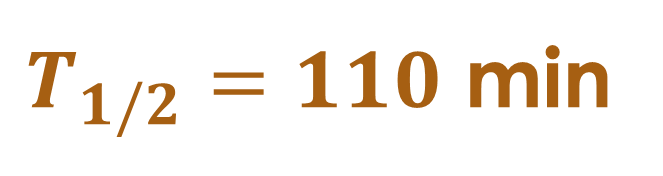 T1/2 = 110 min